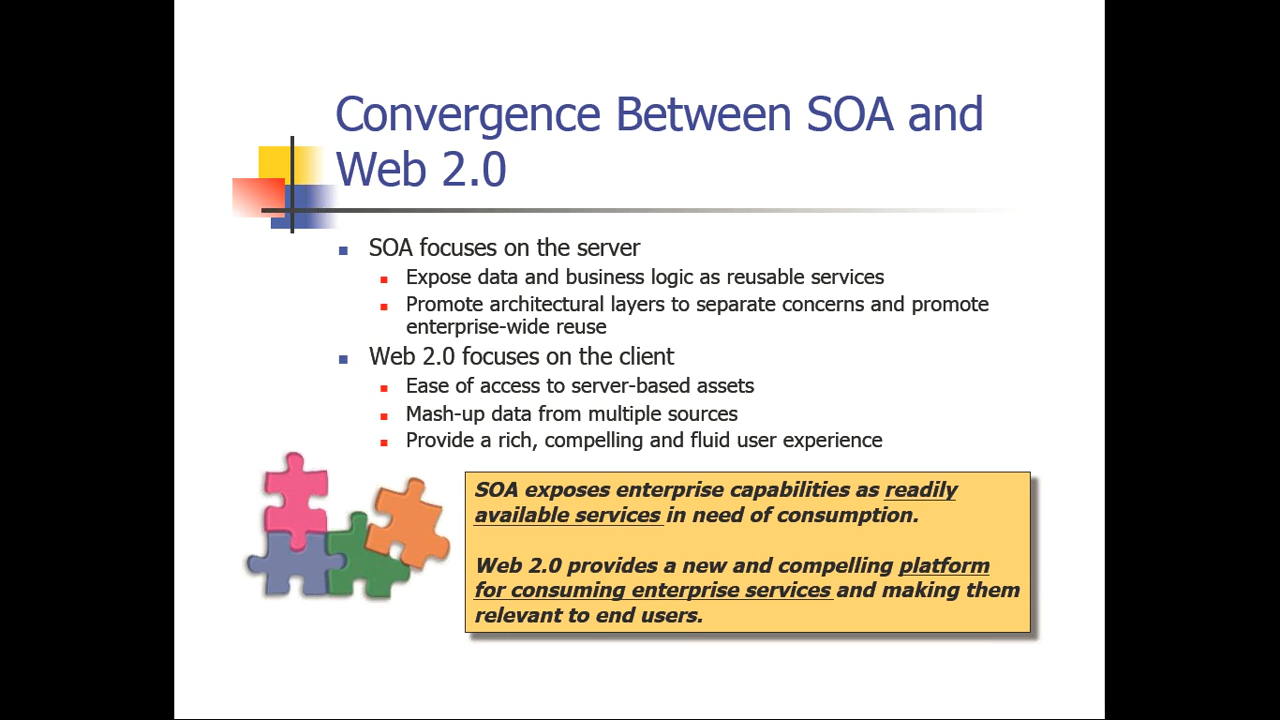 Convergence Between SOA and
Web 2.0
SOA focuses on the server
Expose data and business logic as reusable services
Promote architectural layers to separate concerns and promote
enterprise-wide reuse
Web 2.0 focuses on the client
Ease of access to server-based assets
Mash-up data from multiple sources
Provide a rich, compelling and fluid user experience
SOA exposes enterprise capabilities as readily
available services in need of consumption.
Web 2.0 provides a new and compelling platform
for consuming enterprise services and making them
relevant to end users.